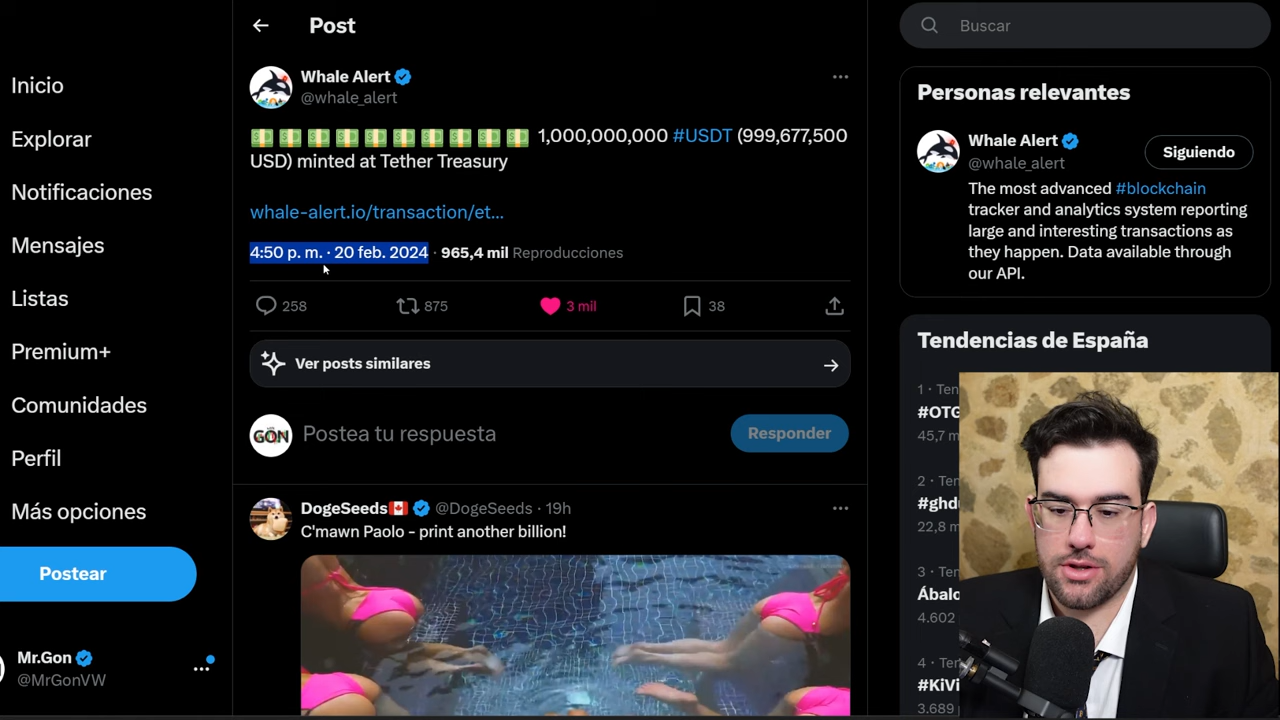 Inicio
Explorar
Notificaciones
Mensajes
Listas
Premium+
Comunidades
Perfil
Más opciones
Postear
Mr.Gon
@MrGonVW
Post
Whale Alert
@whale_alert
1,000,000,000 #USDT (999,677,500
USD) minted at Tether Treasury
whale-alert.io/transaction/et...
4:50 p. m. · 20 feb. 2024 · 965,4 mil Reproducciones
258
875
3 mil
38
Ver posts similares
GON
Postea tu respuesta
Responder
DogeSeeds @DogeSeeds · 19h
C'mawn Paolo - print another billion!
Buscar
Personas relevantes
Whale Alert
@whale_alert
Siguiendo
The most advanced #blockchain
tracker and analytics system reporting
large and interesting transactions as
they happen. Data available through
our API.
Tendencias de España
1 · Ten
#OTG
45,7 m
2 · Ten
#ghd
22,8 m
3 · Ten
Ábalo
4.602
4 · Ten
#KiVi
3.689